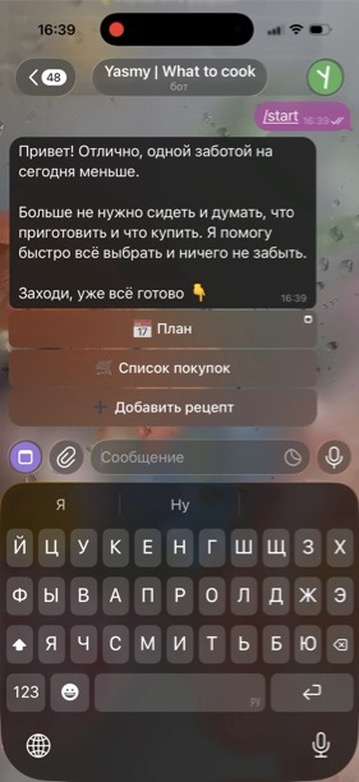 16:39
48
Yasmy | What to cook
бот
/start 16:39
Привет! Отлично, одной заботой на
сегодня меньше.
Больше не нужно сидеть и думать, что
приготовить и что купить. Я помогу
быстро всё выбрать и ничего не забыть.
Заходи, уже всё готово 👇 16:39
📅 План
🛒 Список покупок
➕ Добавить рецепт
Сообщение
Я Ну
Й Ц У К Е Н Г Ш Щ З Х
Ф Ы В А П Р О Л Д Ж Э
Я Ч С М И Т Ь Б Ю
123 РУ